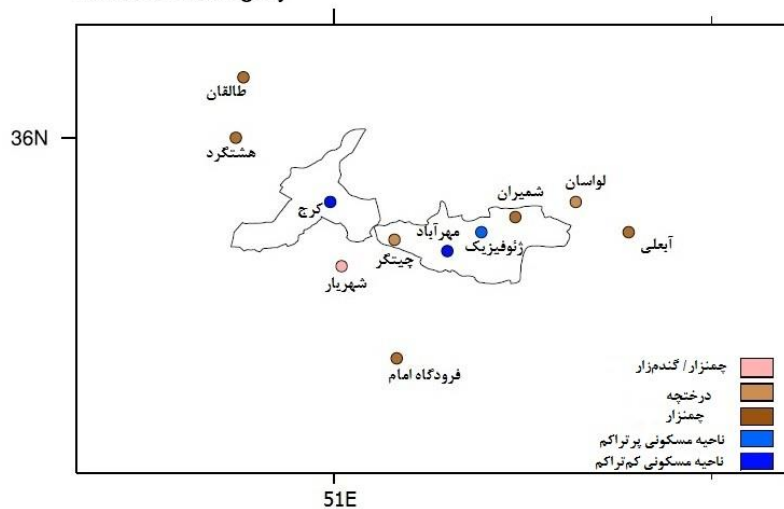 36N
طالقان
هشتگرد
کرج
شهریار
چیتگر
مهرآباد
ژئوفیزیک
شمیران
لواسان
آبعلی
فرودگاه امام
چمنزار/ گندم‌زار
درختچه
چمنزار
ناحیه مسکونی پرتراکم
ناحیه مسکونی کم‌تراکم
51E